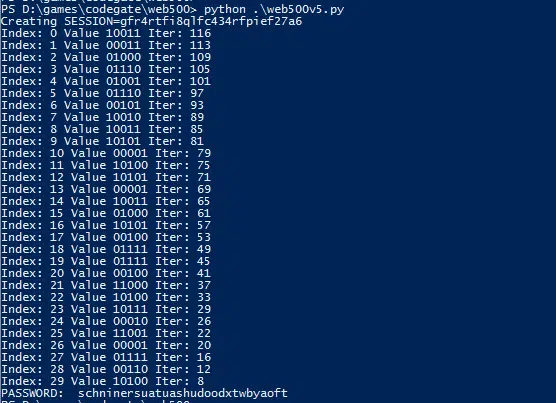 PS D:\games\codegate\web500> python .\web500v5.py
Creating SESSION=gfr4rtfi8qlfc434rfpief27a6
Index: 0 Value 10011 Iter: 116
Index: 1 Value 00011 Iter: 113
Index: 2 Value 01000 Iter: 109
Index: 3 Value 01110 Iter: 105
Index: 4 Value 01001 Iter: 101
Index: 5 Value 01110 Iter: 97
Index: 6 Value 00101 Iter: 93
Index: 7 Value 10010 Iter: 89
Index: 8 Value 10011 Iter: 85
Index: 9 Value 10101 Iter: 81
Index: 10 Value 00001 Iter: 79
Index: 11 Value 10100 Iter: 75
Index: 12 Value 10101 Iter: 71
Index: 13 Value 00001 Iter: 69
Index: 14 Value 10011 Iter: 65
Index: 15 Value 01000 Iter: 61
Index: 16 Value 10101 Iter: 57
Index: 17 Value 00100 Iter: 53
Index: 18 Value 01111 Iter: 49
Index: 19 Value 01111 Iter: 45
Index: 20 Value 00100 Iter: 41
Index: 21 Value 11000 Iter: 37
Index: 22 Value 10100 Iter: 33
Index: 23 Value 10111 Iter: 29
Index: 24 Value 00010 Iter: 26
Index: 25 Value 11001 Iter: 22
Index: 26 Value 00001 Iter: 20
Index: 27 Value 01111 Iter: 16
Index: 28 Value 00110 Iter: 12
Index: 29 Value 10100 Iter: 8
PASSWORD:  schninersuatuashudoodxtwbyaoft